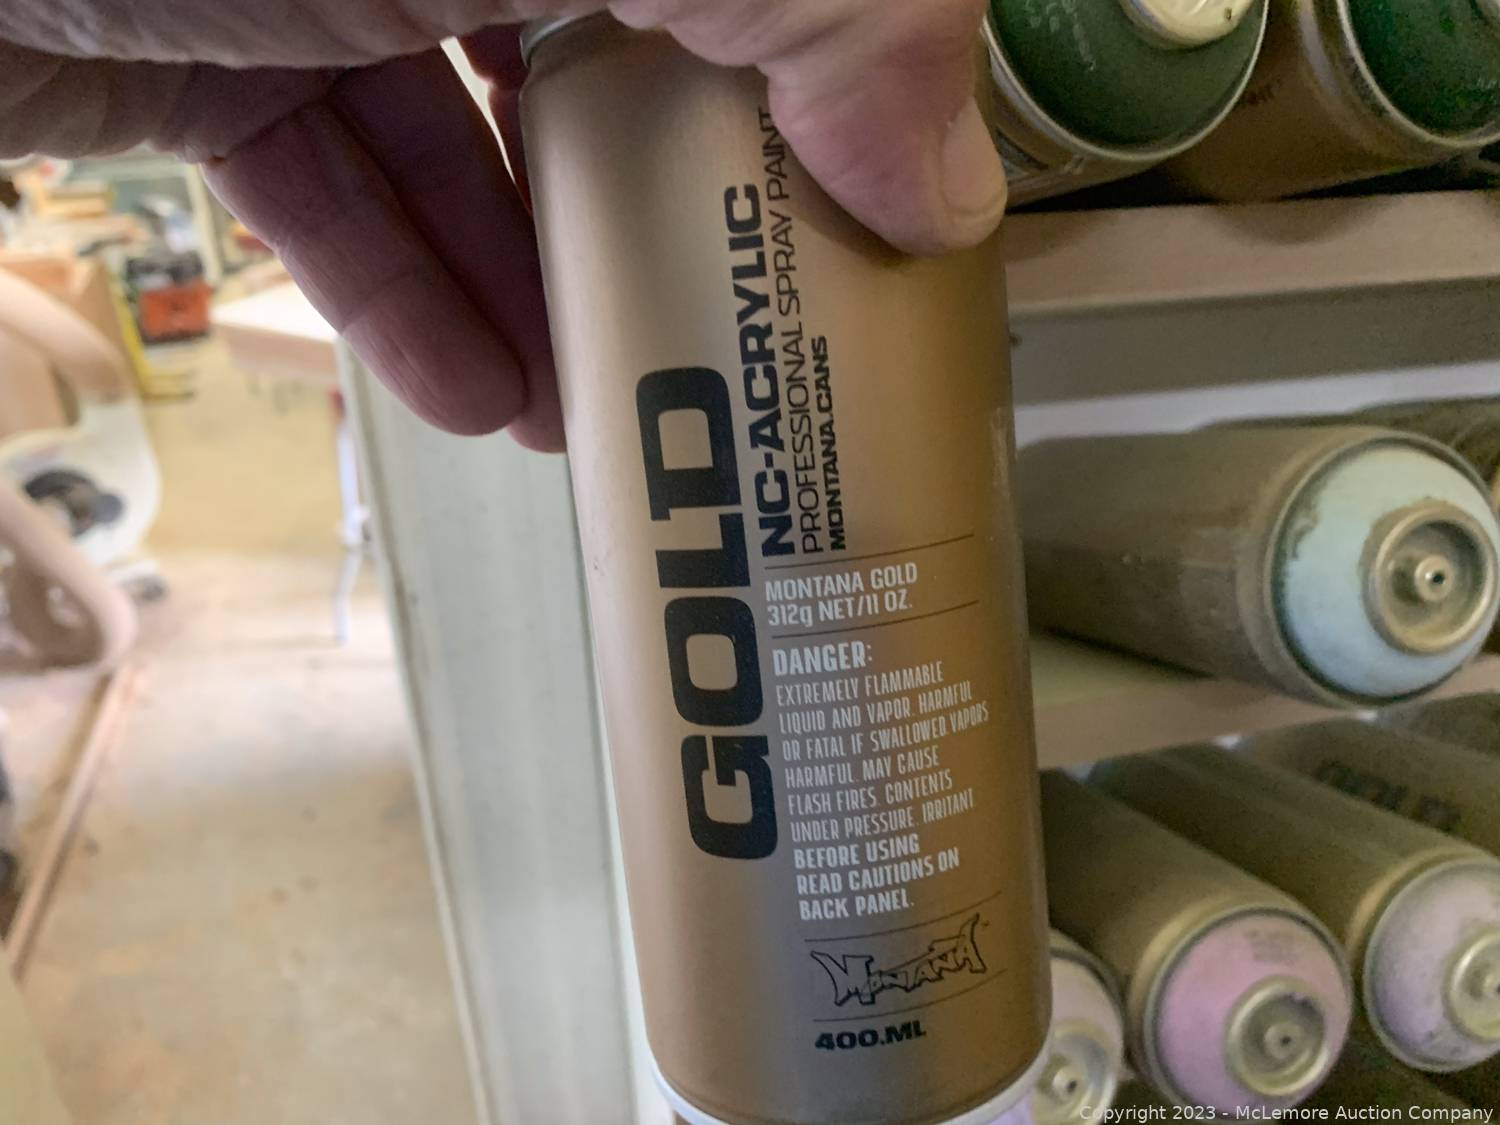 GOLD
NC-ACRYLIC
PROFESSIONAL SPRAY PAINT
MONTANA.CANS
MONTANA GOLD
312g NET/11 OZ.
DANGER:
EXTREMELY FLAMMABLE
LIQUID AND VAPOR. HARMFUL
OR FATAL IF SWALLOWED. VAPORS
HARMFUL. MAY CAUSE
FLASH FIRES. CONTENTS
UNDER PRESSURE. IRRITANT
BEFORE USING
READ CAUTIONS ON
BACK PANEL.
MONTANA
400.ML
Copyright 2023 - McLemore Auction Company